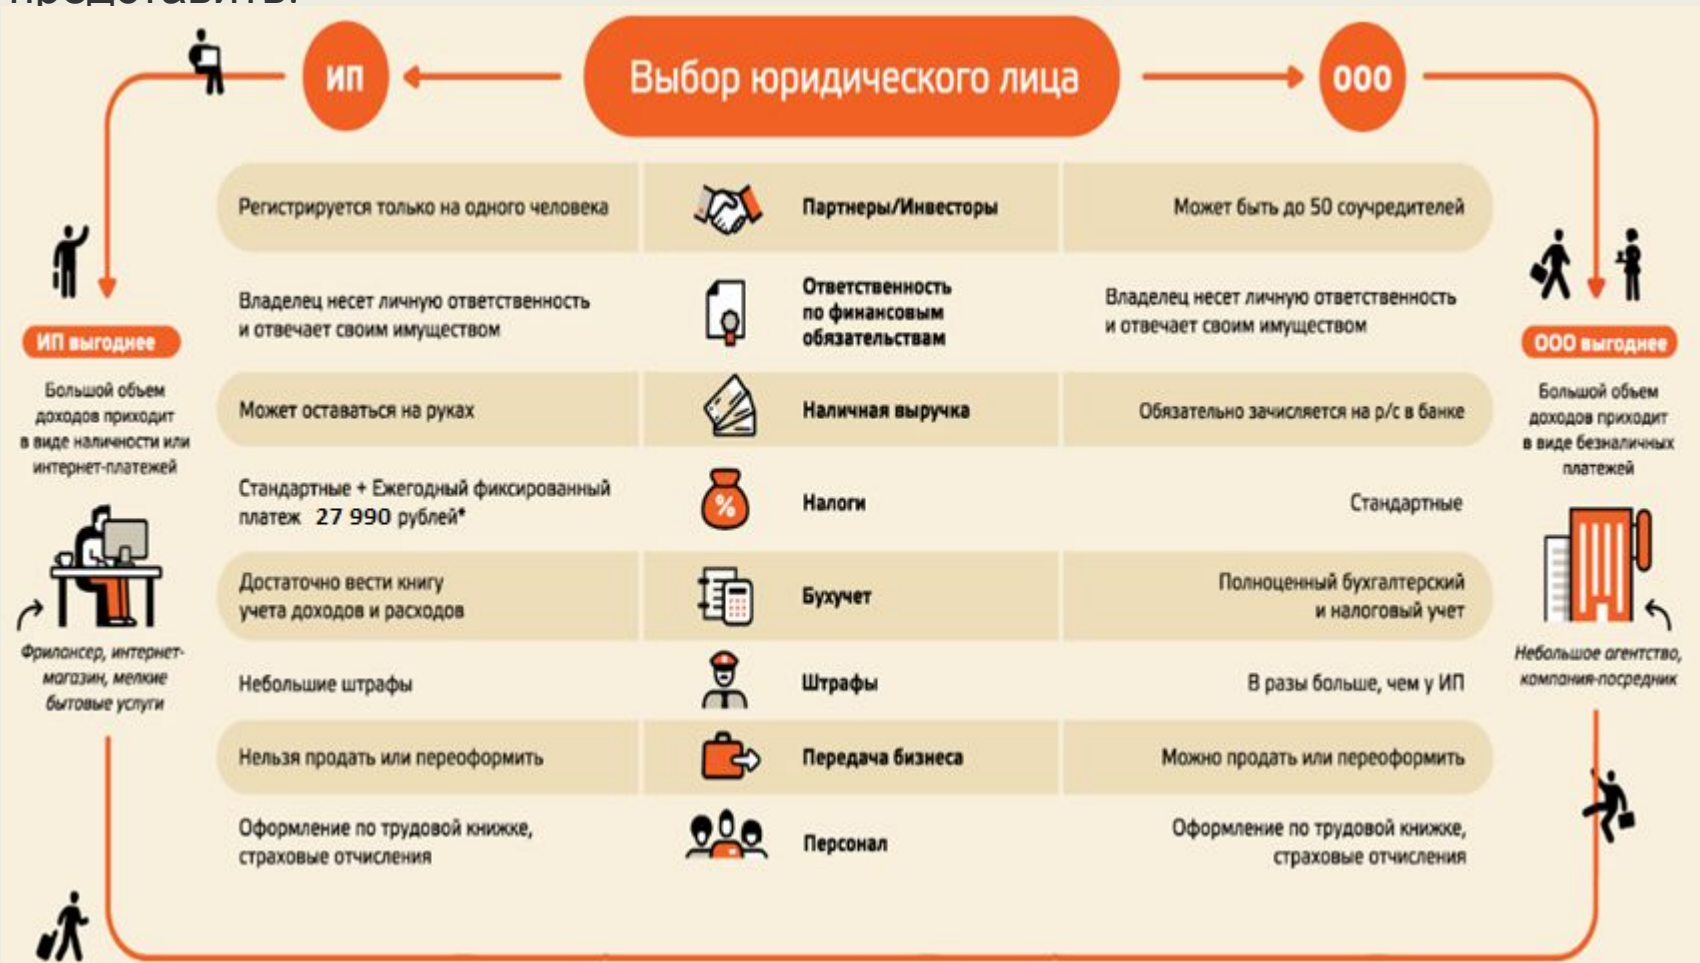 представить.
ИП
Выбор юридического лица
ООО
Регистрируется только на одного человека
Партнеры/Инвесторы
Может быть до 50 соучредителей
Владелец несет личную ответственность
и отвечает своим имуществом
Ответственность
по финансовым
обязательствам
Владелец несет личную ответственность
и отвечает своим имуществом
Может оставаться на руках
Наличная выручка
Обязательно зачисляется на р/с в банке
Стандартные + Ежегодный фиксированный
платеж 27 990 рублей*
Налоги
Стандартные
%
Достаточно вести книгу
учета доходов и расходов
Бухучет
Полноценный бухгалтерский
и налоговый учет
Небольшие штрафы
Штрафы
В разы больше, чем у ИП
Нельзя продать или переоформить
Передача бизнеса
Можно продать или переоформить
Оформление по трудовой книжке,
страховые отчисления
Персонал
Оформление по трудовой книжке,
страховые отчисления
ИП выгоднее
Большой объем
доходов приходит
в виде наличности или
интернет-платежей
Фрилансер, интернет-
магазин, мелкие
бытовые услуги
ООО выгоднее
Большой объем
доходов приходит
в виде безналичных
платежей
Небольшое агентство,
компания-посредник